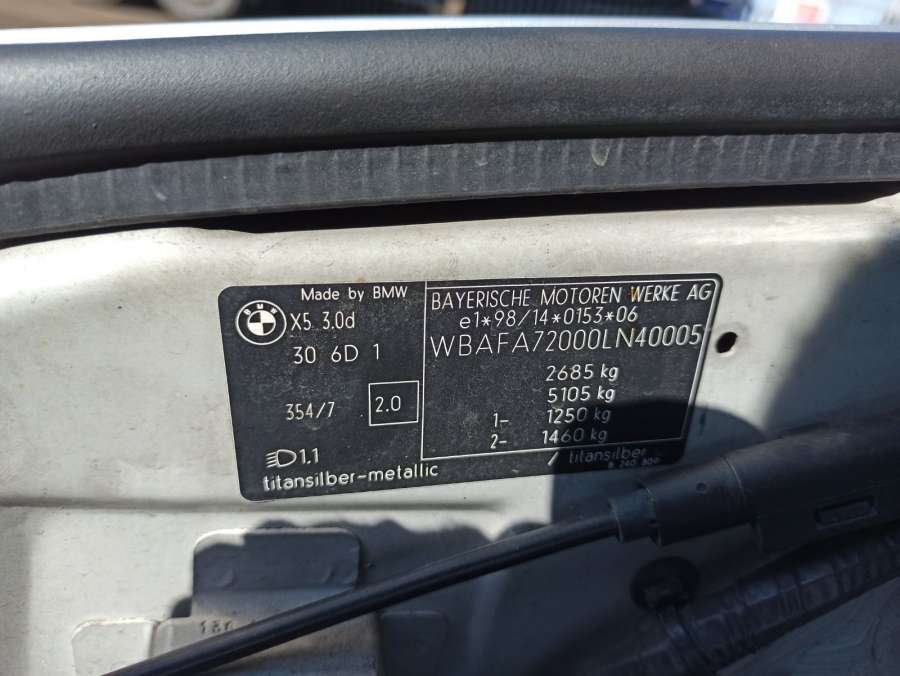 Made by BMW
X5 3.0d
30 6D 1
354/7
2.0
1.1
titansilber-metallic
BAYERISCHE MOTOREN WERKE AG
e1*98/14*0153*06
WBAFA72000LN40005
2685 kg
5105 kg
1- 1250 kg
2- 1460 kg
titansilber